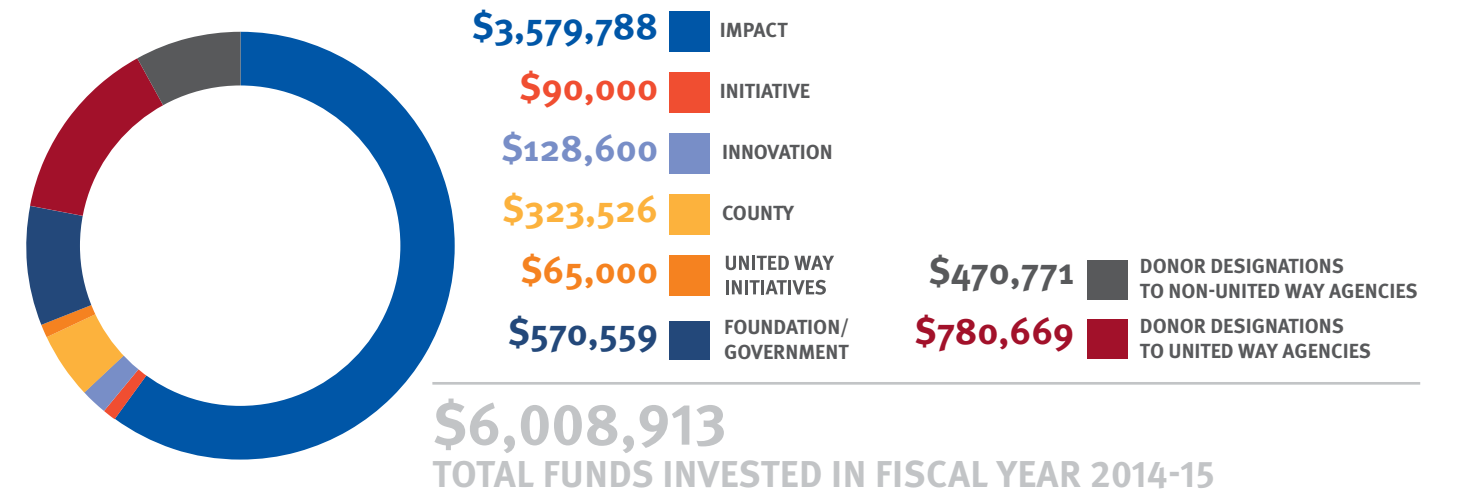 $3,579,788 IMPACT
$90,000 INITIATIVE
$128,600 INNOVATION
$323,526 COUNTY
$65,000 UNITED WAY
INITIATIVES
$570,559 FOUNDATION/
GOVERNMENT
$470,771 DONOR DESIGNATIONS
TO NON-UNITED WAY AGENCIES
$780,669 DONOR DESIGNATIONS
TO UNITED WAY AGENCIES
$6,008,913
TOTAL FUNDS INVESTED IN FISCAL YEAR 2014-15